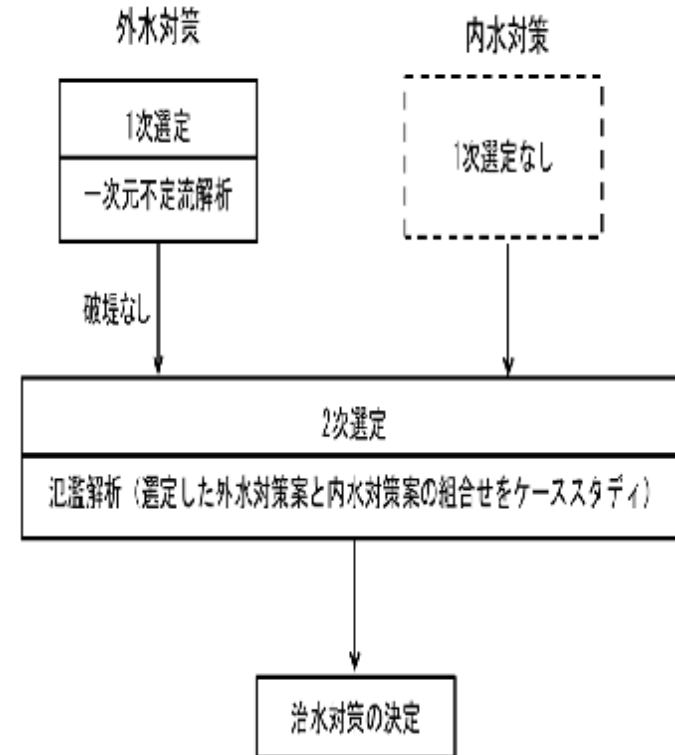 外水対策
内水対策
1次選定
一次元不定流解析
1次選定なし
破堤なし
2次選定
氾濫解析（選定した外水対策案と内水対策案の組合せをケーススタディ）
治水対策の決定